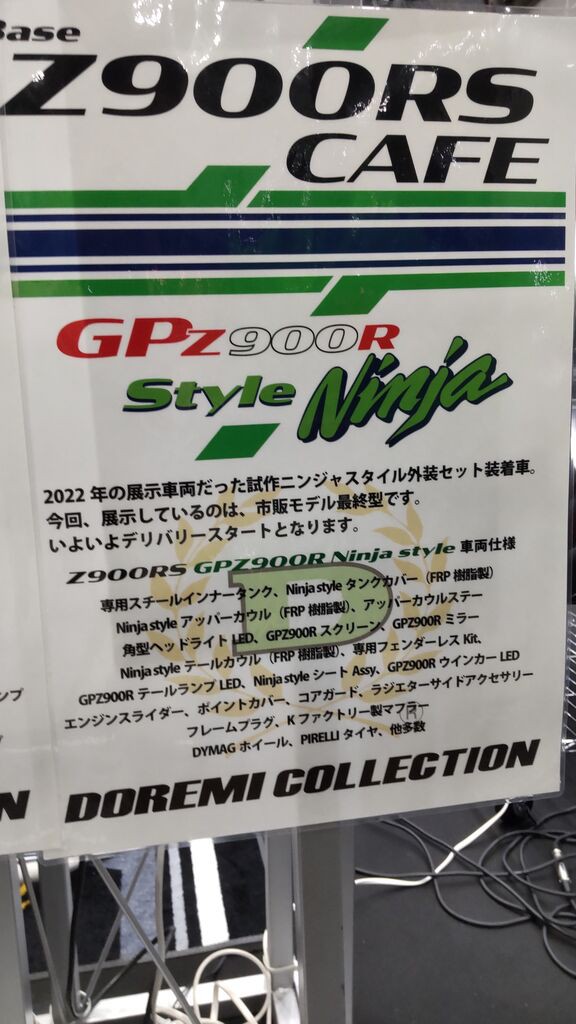 Base
Z900RS
CAFE
GPZ900R
Style Ninja
2022 年の展示車両だった試作ニンジャスタイル外装セット装着車。
今回、展示しているのは、市販モデル最終型です。
いよいよデリバリースタートとなります。
Z900RS GPZ900R Ninja style 車両仕様
専用スチールインナータンク、Ninja style タンクカバー（FRP 樹脂製）
Ninja style アッパーカウル（FRP 樹脂製）、アッパーカウルステー
角型ヘッドライト LED、GPZ900R スクリーン、GPZ900R ミラー
Ninja style テールカウル（FRP 樹脂製）、専用フェンダーレス Kit、
GPZ900R テールランプ LED、Ninja style シート Assy、GPZ900R ウインカー LED
エンジンスライダー、ポイントカバー、コアガード、ラジエターサイドアクセサリー
フレームプラグ、K ファクトリー製マフラー
DYMAG ホイール、PIRELLI タイヤ、他多数
DOREMI COLLECTION
ンプ
N